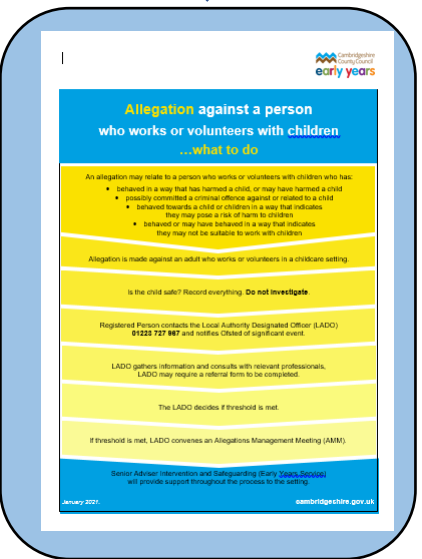 Cambridgeshire
County Council
early years
Allegation against a person
who works or volunteers with children
...what to do
An allegation may relate to a person who works or volunteers with children who has:
• behaved in a way that has harmed a child, or may have harmed a child
• possibly committed a criminal offence against or related to a child
• behaved towards a child or children in a way that indicates
they may pose a risk of harm to children
• behaved or may have behaved in a way that indicates
they may not be suitable to work with children
Allegation is made against an adult who works or volunteers in a childcare setting.
Is the child safe? Record everything. Do not investigate.
Registered Person contacts the Local Authority Designated Officer (LADO)
01223 727 967 and notifies Ofsted of significant event.
LADO gathers information and consults with relevant professionals,
LADO may require a referral form to be completed.
The LADO decides if threshold is met.
If threshold is met, LADO convenes an Allegations Management Meeting (AMM).
Senior Adviser Intervention and Safeguarding (Early Years Service)
will provide support throughout the process to the setting.
January 2021.
cambridgeshire.gov.uk